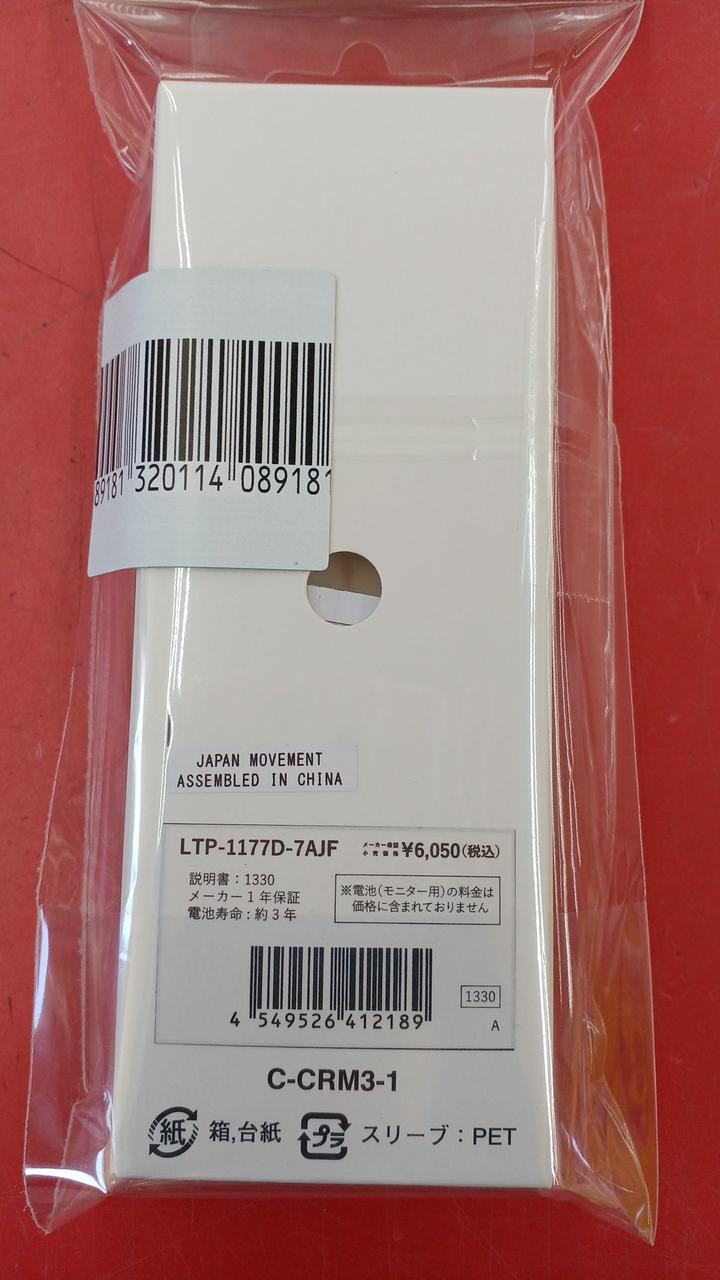 89181 320114 089181
JAPAN MOVEMENT
ASSEMBLED IN CHINA
LTP-1177D-7AJF メーカー希望小売価格 ¥6,050(税込)
説明書:1330
メーカー1年保証
電池寿命:約3年
※電池(モニター用)の料金は
価格に含まれておりません
4 549526 412189
1330
A
C-CRM3-1
紙 箱,台紙 プラ スリーブ:PET